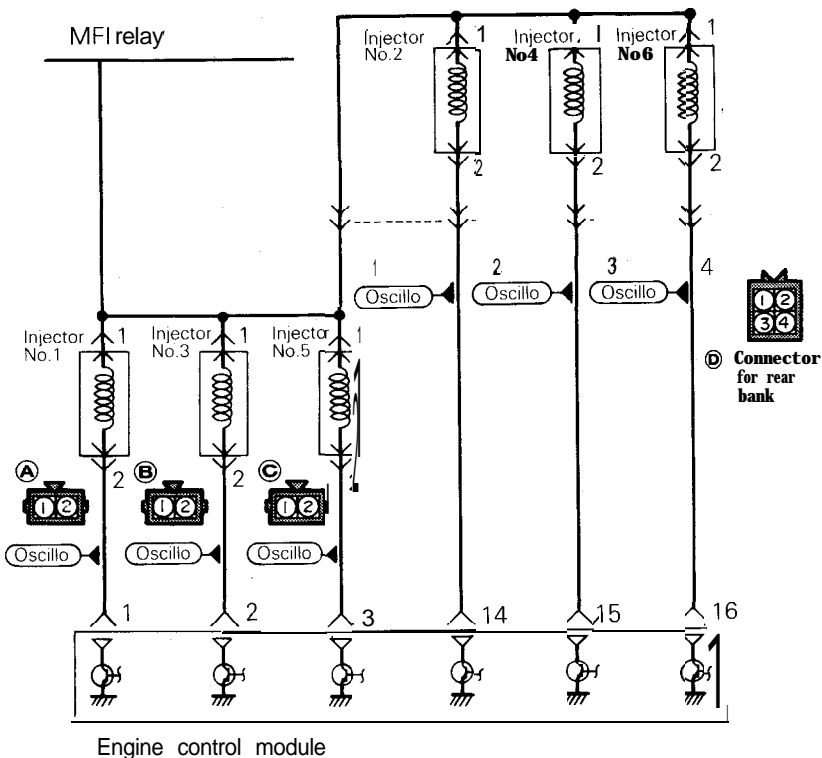 MFI relay
Injector
No.2
1
Injector
No4
1
Injector
No6
1
2
2
2
1
Oscillo
2
Oscillo
3
Oscillo
4
1 2
3 4
D Connector
for rear
bank
Injector
No.1
1
Injector
No.3
1
Injector
No.5
1
2
2
A
1 2
B
1 2
C
1 2
Oscillo
Oscillo
Oscillo
1
2
3
14
15
16
Engine control module